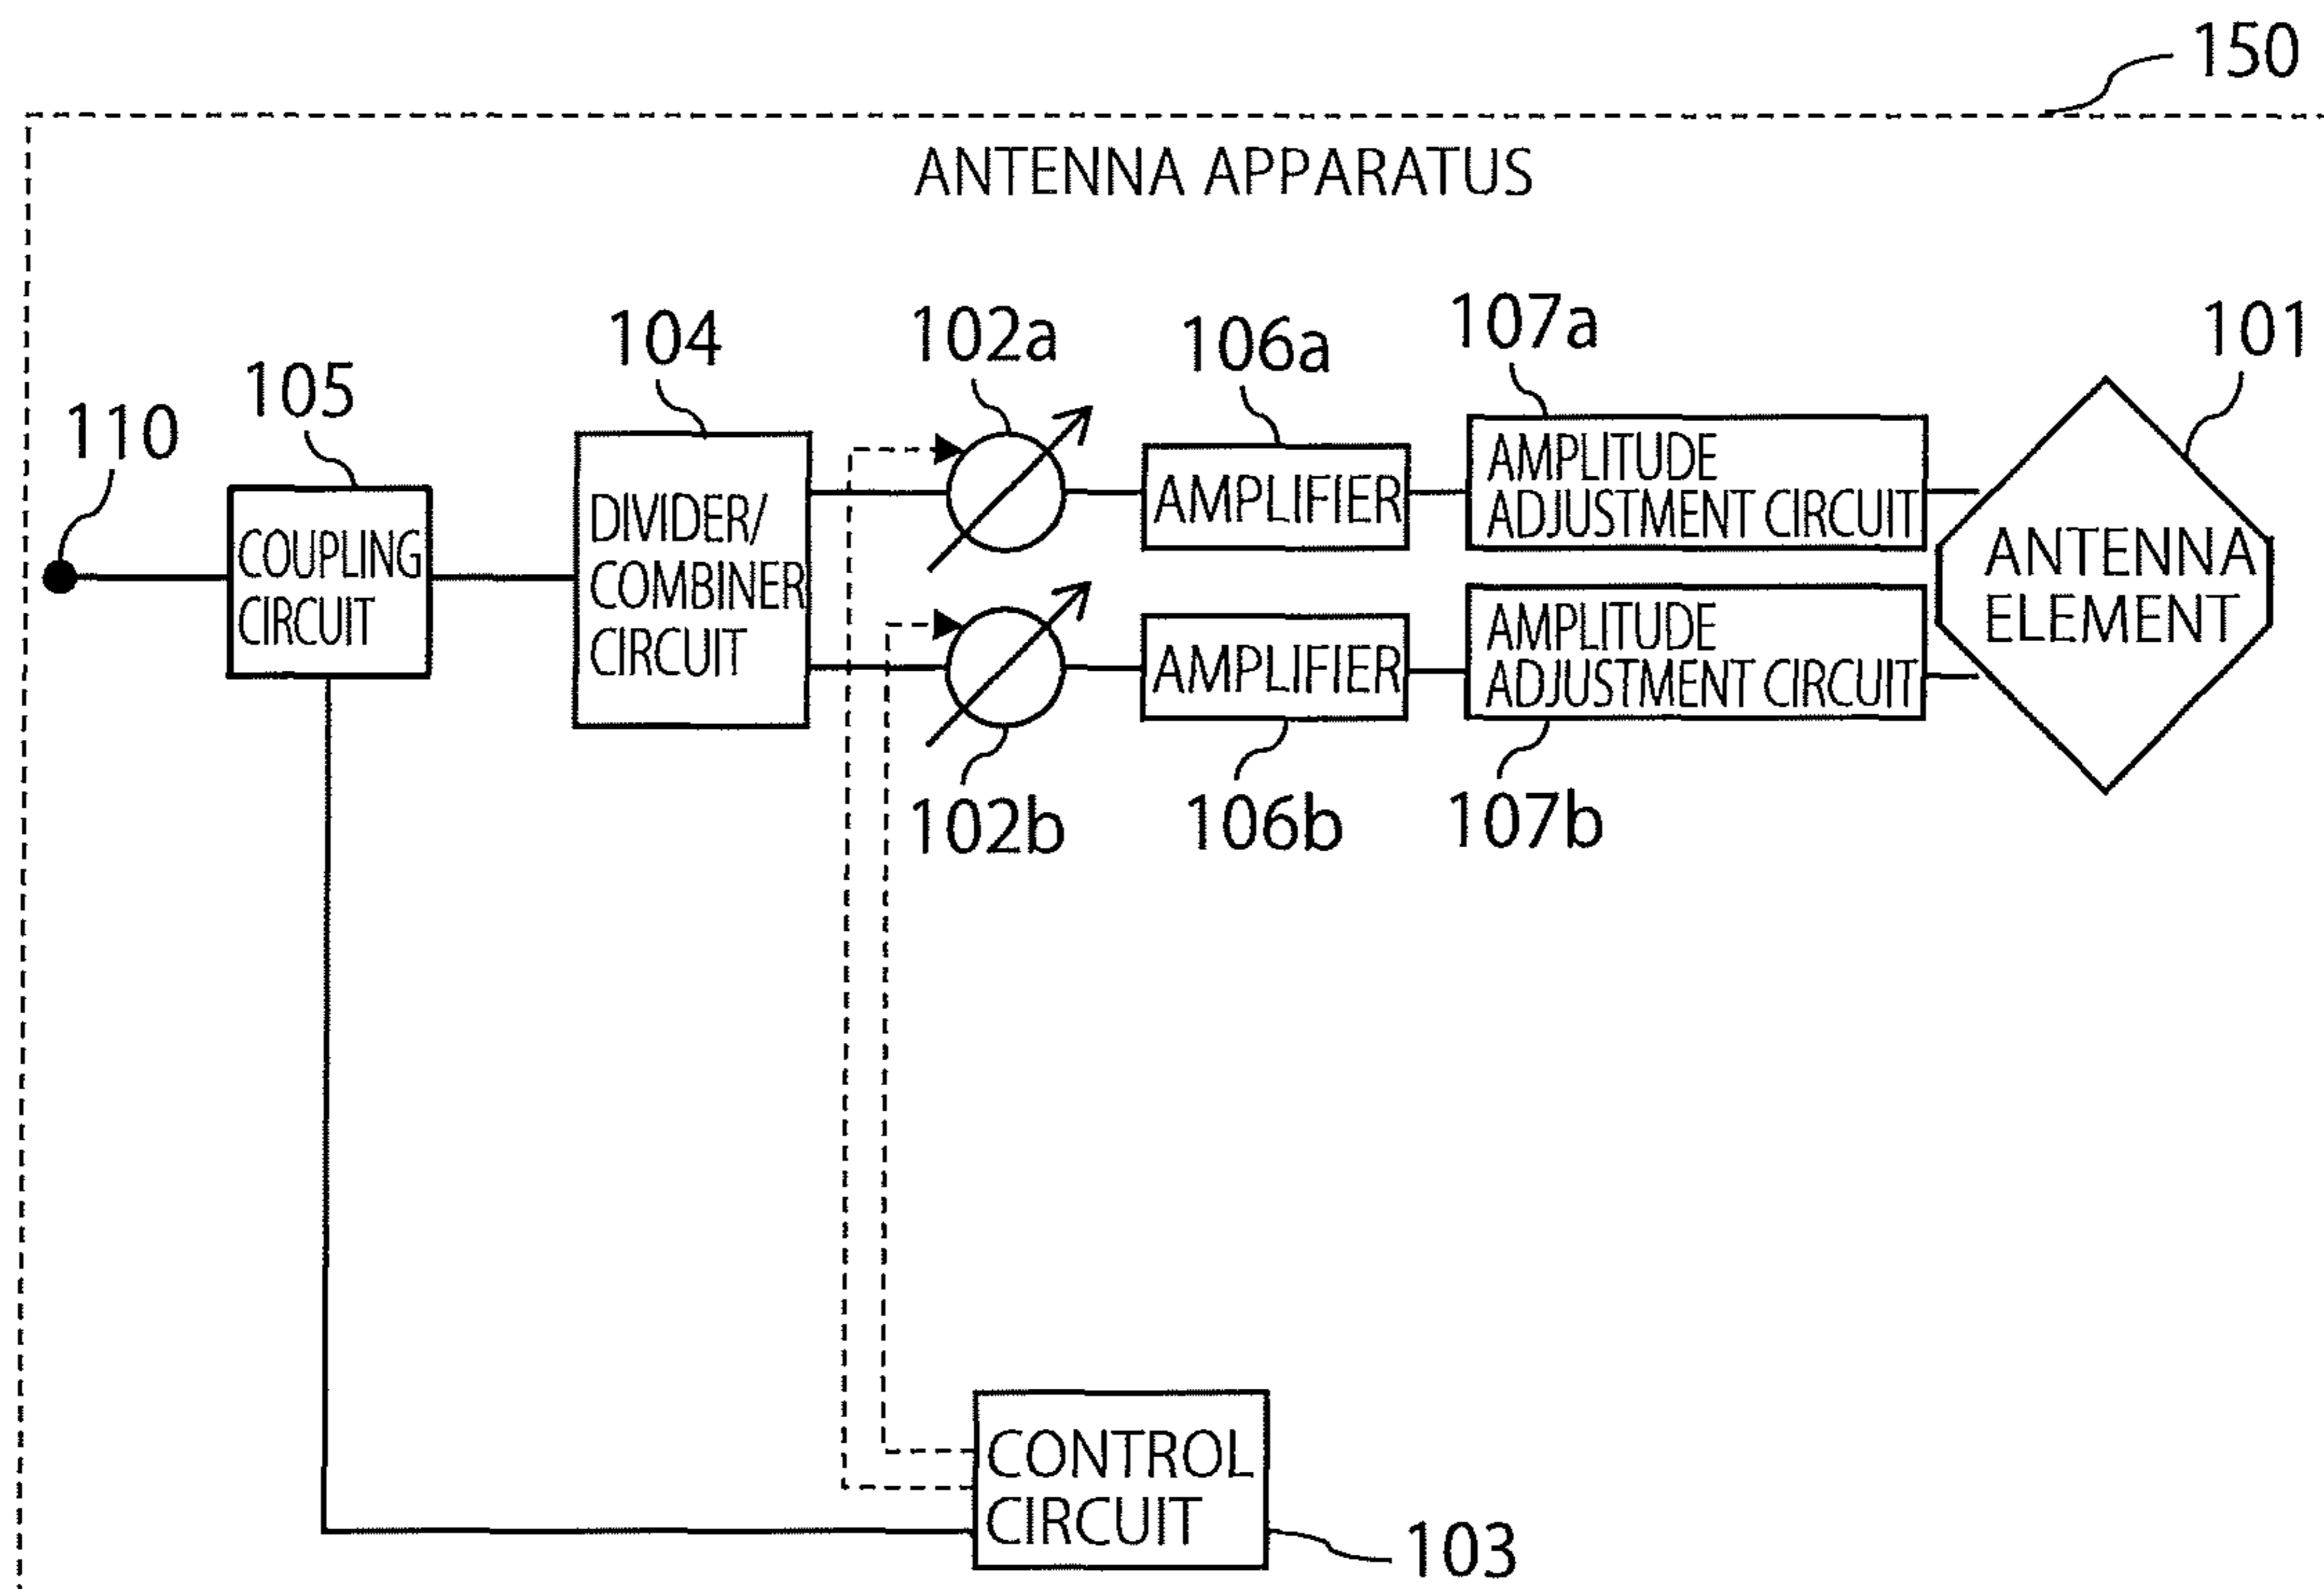 150
ANTENNA APPARATUS
110
105
104
102a
106a
107a
101
COUPLING
CIRCUIT
DIVIDER/
COMBINER
CIRCUIT
AMPLIFIER
AMPLITUDE
ADJUSTMENT CIRCUIT
AMPLIFIER
AMPLITUDE
ADJUSTMENT CIRCUIT
ANTENNA
ELEMENT
102b
106b
107b
CONTROL
CIRCUIT
103